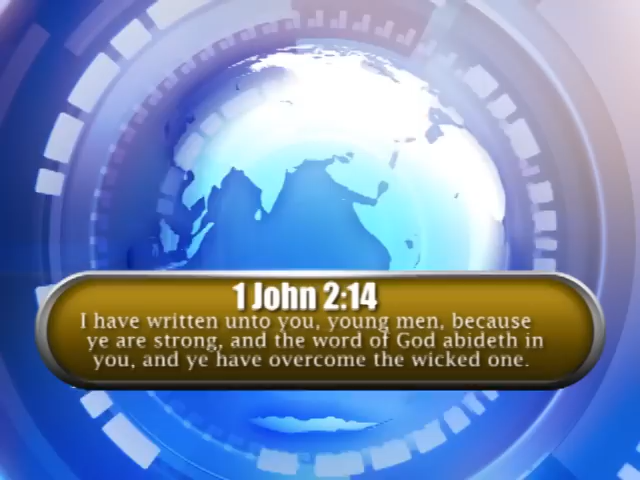 1 John 2:14
I have written unto you, young men, because
ye are strong, and the word of God abideth in
you, and ye have overcome the wicked one.